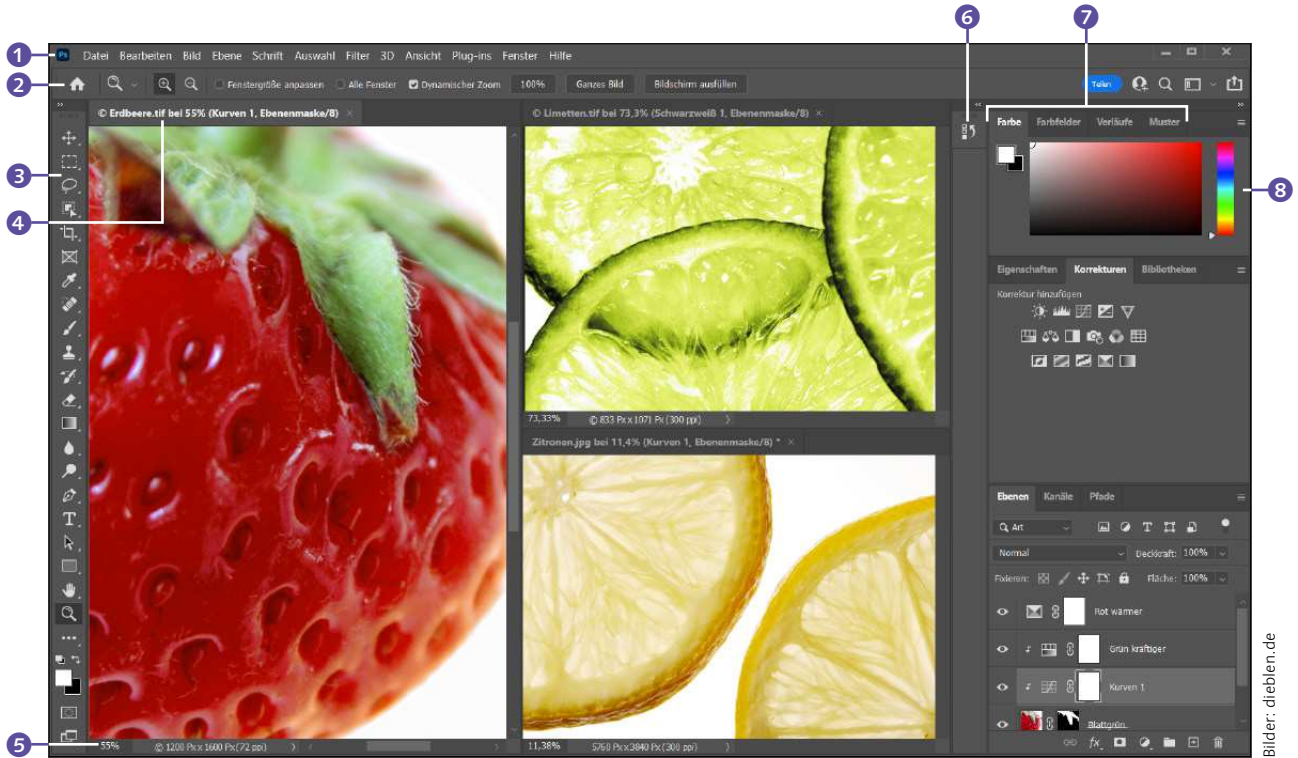 6
7
1
Ps Datei Bearbeiten Bild Ebene Schrift Auswahl Filter 3D Ansicht Plug-ins Fenster Hilfe
2
Fenstergröße anpassen Alle Fenster Dynamischer Zoom 100% Ganzes Bild Bildschirm ausfüllen Teilen
© Erdbeere.tif bei 55% (Kurven 1, Ebenenmaske/8) ×
© Limetten.tif bei 73,3% (Schwarzweiß 1, Ebenenmaske/8) ×
Farbe Farbfelder Verläufe Muster
3
4
8
Eigenschaften Korrekturen Bibliotheken
Korrektur hinzufügen
73,33% © 833 Px x 1071 Px (300 ppi)
Zitronen.jpg bei 11,4% (Kurven 1, Ebenenmaske/8) * ×
Ebenen Kanäle Pfade
Art
Normal Deckkraft: 100%
Fixieren: Fläche: 100%
Rot wärmer
Grün kräftiger
Kurven 1
Blattgrün
5
55% © 1200 Px x 1600 Px (72 ppi)
11,38% 5760 Px x 3840 Px (300 ppi)
fx
Bilder: dieblen.de